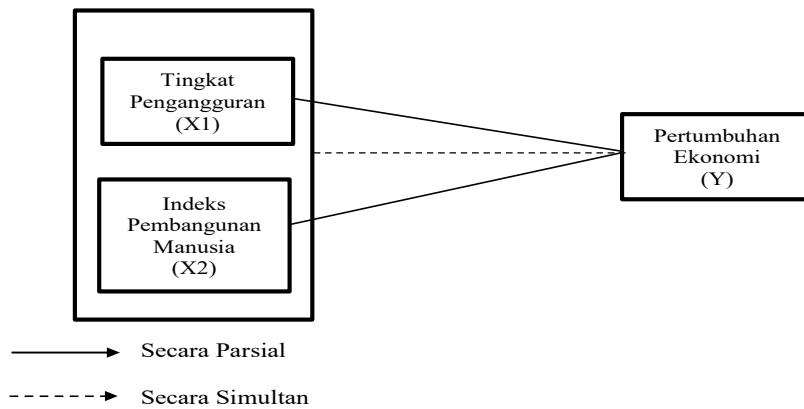 Tingkat
Pengangguran
(X1)
Indeks
Pembangunan
Manusia
(X2)
Pertumbuhan
Ekonomi
(Y)
Secara Parsial
Secara Simultan